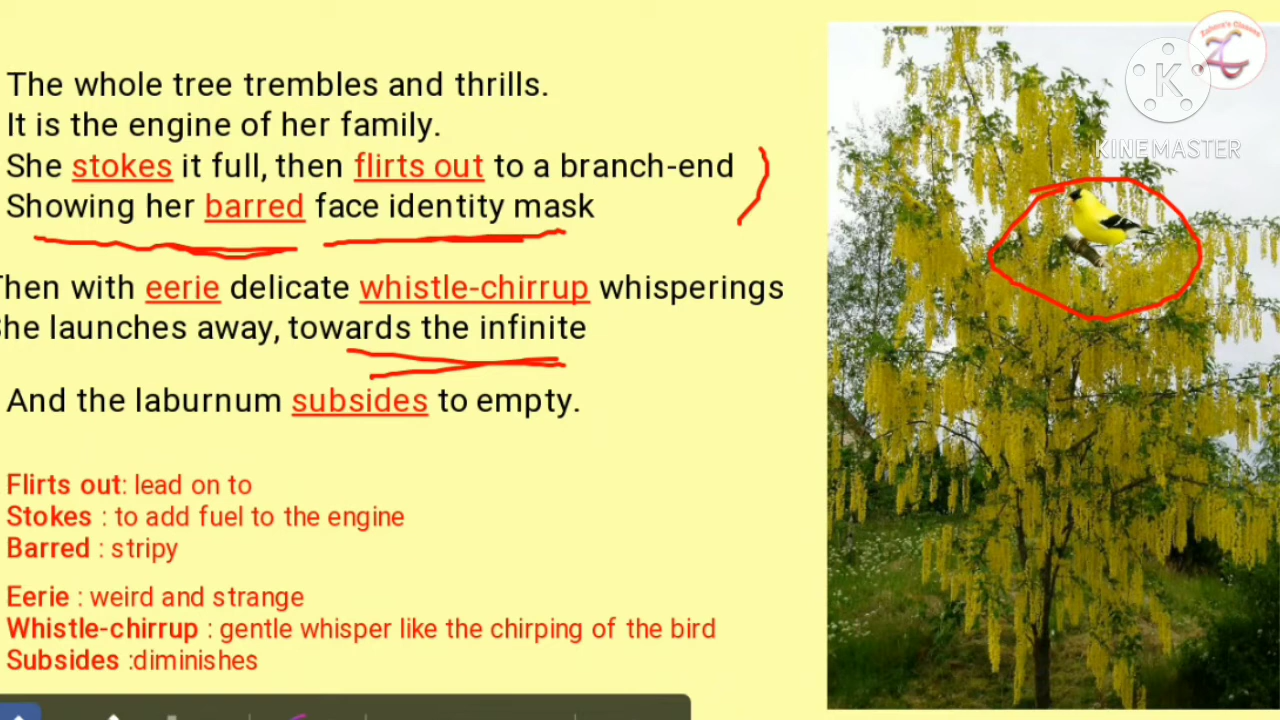 The whole tree trembles and thrills.
It is the engine of her family.
She stokes it full, then flirts out to a branch-end
Showing her barred face identity mask
Then with eerie delicate whistle-chirrup whisperings
She launches away, towards the infinite
And the laburnum subsides to empty.
Flirts out: lead on to
Stokes : to add fuel to the engine
Barred : stripy
Eerie : weird and strange
Whistle-chirrup : gentle whisper like the chirping of the bird
Subsides :diminishes
K
KINEMASTER